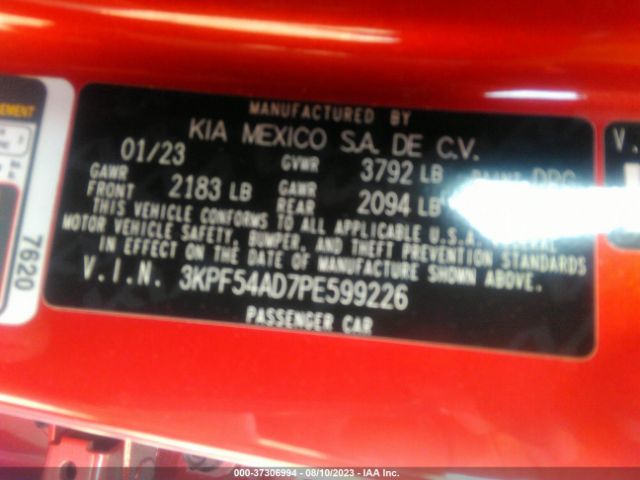 MANUFACTURED BY
KIA MEXICO S.A. DE C.V.
01/23 GVWR 3792 LB
GAWR FRONT 2183 LB GAWR REAR 2094 LB
THIS VEHICLE CONFORMS TO ALL APPLICABLE U.S.A.
MOTOR VEHICLE SAFETY, BUMPER, AND THEFT PREVENTION STANDARDS
IN EFFECT ON THE DATE OF MANUFACTURE SHOWN ABOVE.
V.I.N. 3KPF54AD7PE599226
PASSENGER CAR
7620
000-37306994 - 08/10/2023 - IAA Inc.